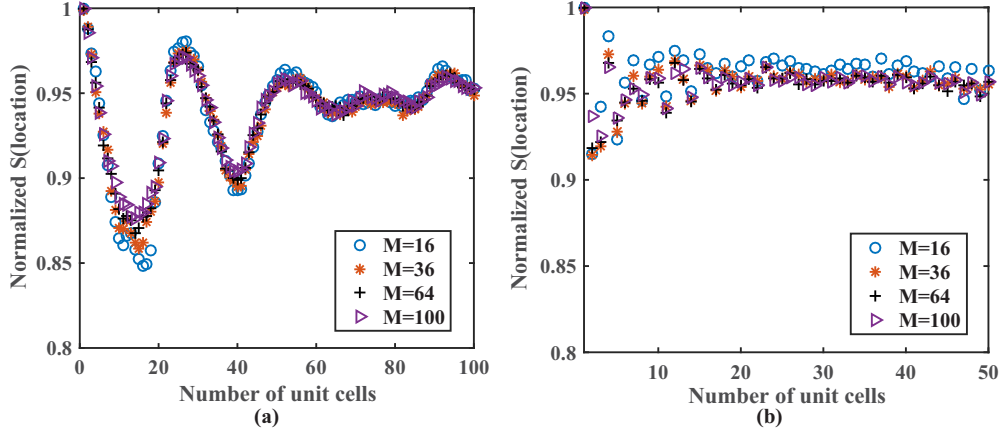 1
0.95
0.9
0.85
0.8
Normalized S(location)
0 20 40 60 80 100
Number of unit cells
(a)
M=16
M=36
M=64
M=100
1
0.95
0.9
0.85
0.8
Normalized S(location)
10 20 30 40 50
Number of unit cells
(b)
M=16
M=36
M=64
M=100